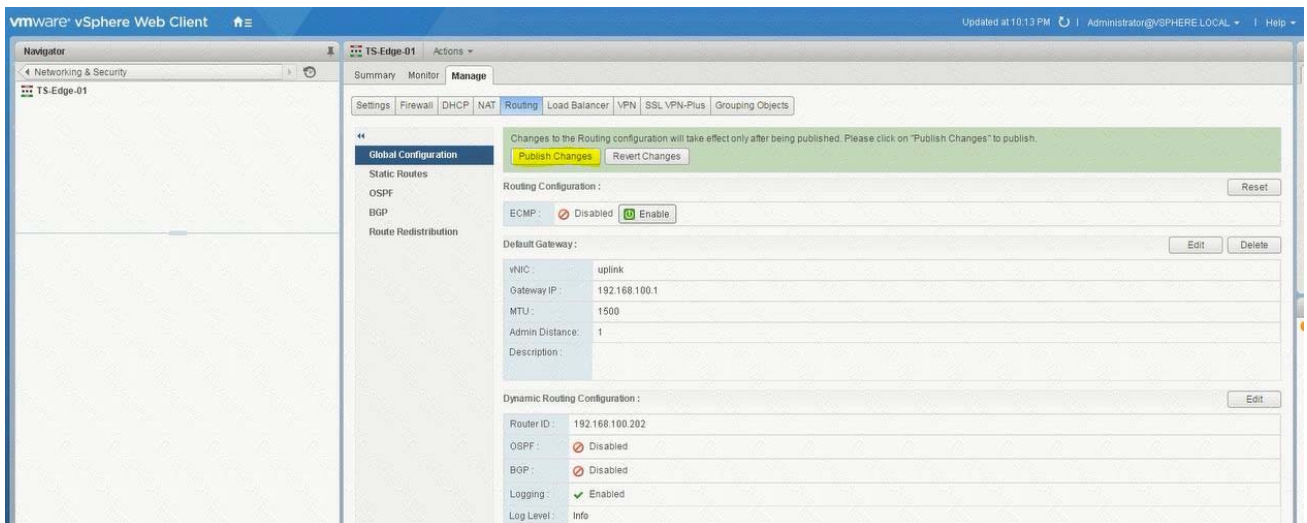 vmware® vSphere Web Client
Updated at 10:13 PM | Administrator@VSPHERE.LOCAL | Help
Navigator
Networking & Security
TS-Edge-01
TS-Edge-01 Actions
Summary Monitor Manage
Settings Firewall DHCP NAT Routing Load Balancer VPN SSL VPN-Plus Grouping Objects
Global Configuration
Static Routes
OSPF
BGP
Route Redistribution
Changes to the Routing configuration will take effect only after being published. Please click on "Publish Changes" to publish.
Publish Changes Revert Changes
Routing Configuration : Reset
ECMP : Disabled Enable
Default Gateway : Edit Delete
vNIC : uplink
Gateway IP : 192.168.100.1
MTU : 1500
Admin Distance: 1
Description :
Dynamic Routing Configuration : Edit
Router ID : 192.168.100.202
OSPF : Disabled
BGP : Disabled
Logging : Enabled
Log Level : Info